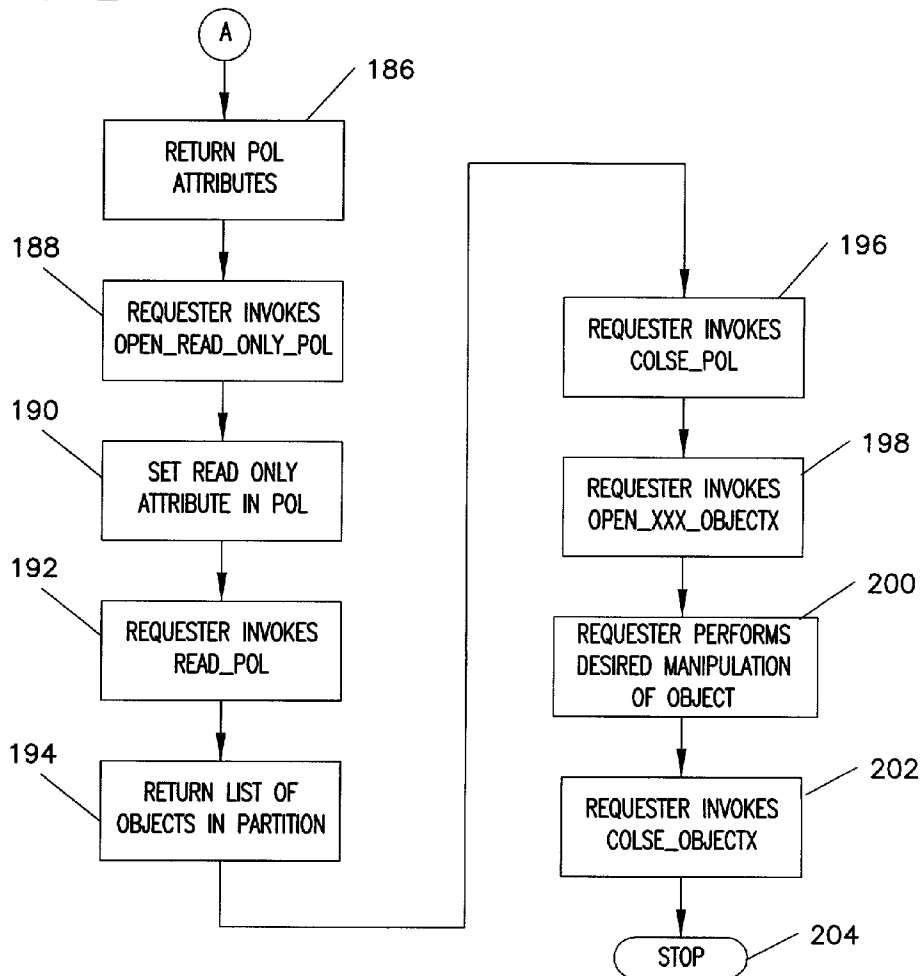 A
186
RETURN POL
ATTRIBUTES
188
REQUESTER INVOKES
OPEN_READ_ONLY_POL
190
SET READ ONLY
ATTRIBUTE IN POL
192
REQUESTER INVOKES
READ_POL
194
RETURN LIST OF
OBJECTS IN PARTITION
196
REQUESTER INVOKES
COLSE_POL
198
REQUESTER INVOKES
OPEN_XXX_OBJECTX
200
REQUESTER PERFORMS
DESIRED MANIPULATION
OF OBJECT
202
REQUESTER INVOKES
COLSE_OBJECTX
STOP
204